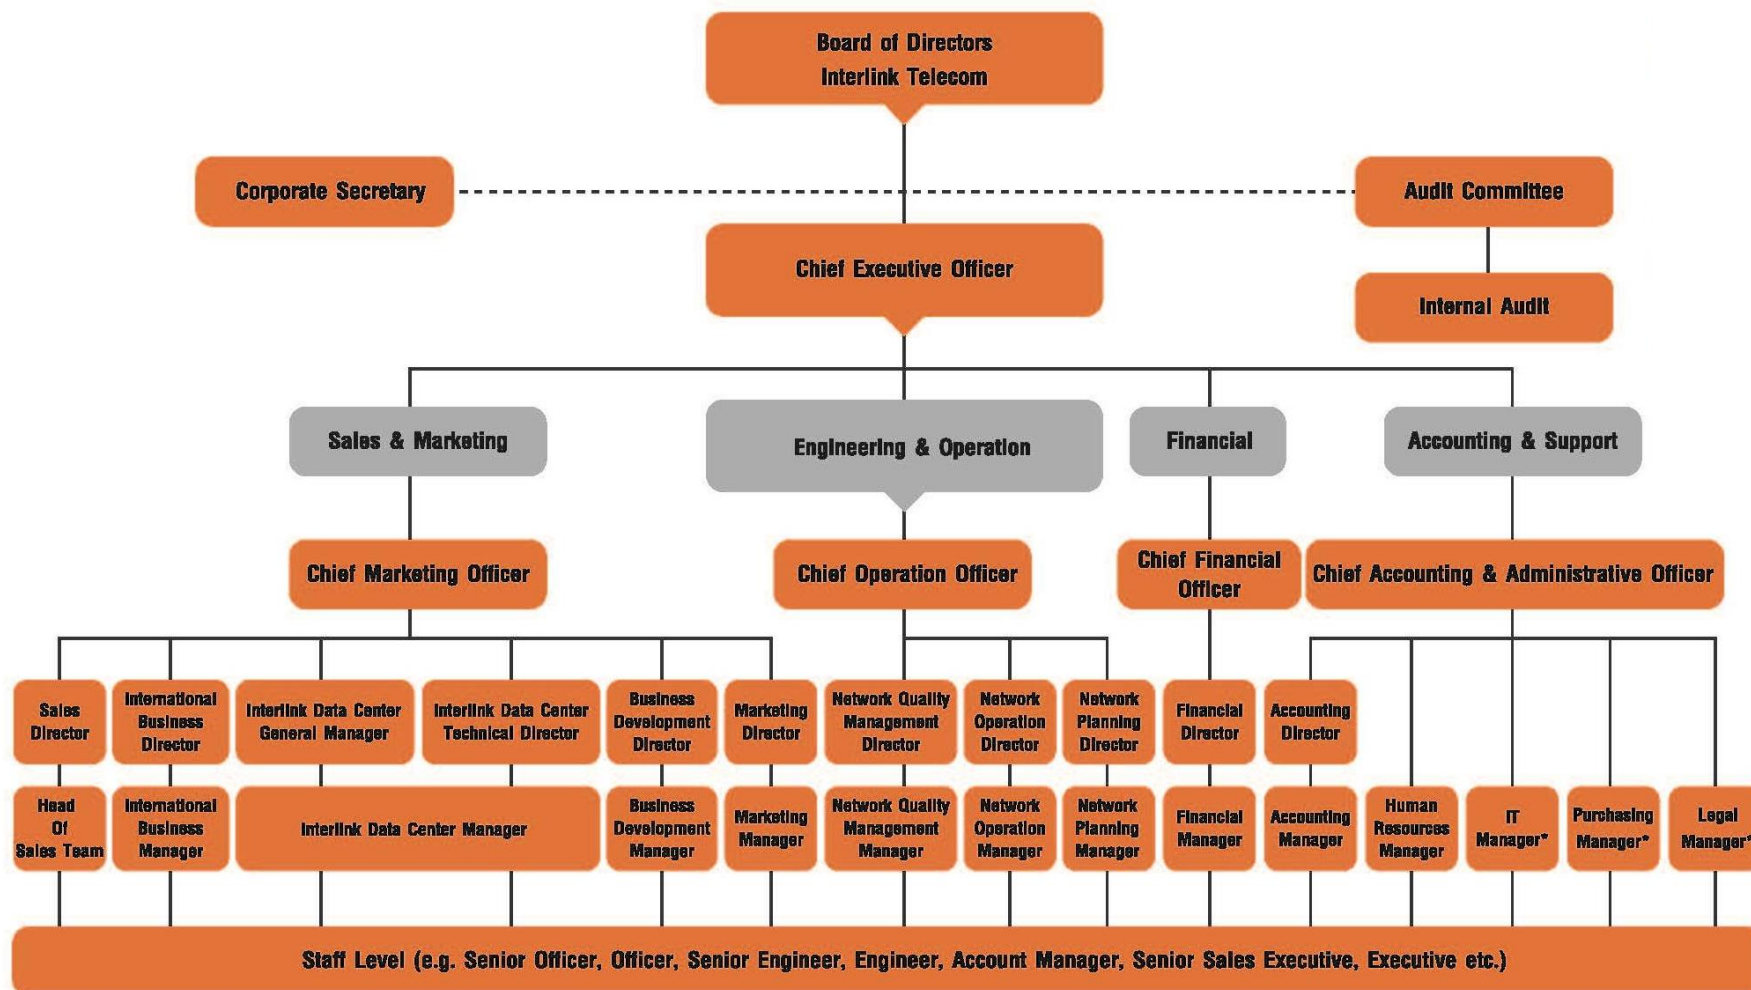 Board of Directors
Interlink Telecom
Corporate Secretary
Audit Committee
Chief Executive Officer
Internal Audit
Sales & Marketing
Engineering & Operation
Financial
Accounting & Support
Chief Marketing Officer
Chief Operation Officer
Chief Financial
Officer
Chief Accounting & Administrative Officer
Sales
Director
International
Business
Director
Interlink Data Center
General Manager
Interlink Data Center
Technical Director
Business
Development
Director
Marketing
Director
Network Quality
Management
Director
Network
Operation
Director
Network
Planning
Director
Financial
Director
Accounting
Director
Head
Of
Sales Team
International
Business
Manager
Interlink Data Center Manager
Business
Development
Manager
Marketing
Manager
Network Quality
Management
Manager
Network
Operation
Manager
Network
Planning
Manager
Financial
Manager
Accounting
Manager
Human
Resources
Manager
IT
Manager*
Purchasing
Manager*
Legal
Manager*
Staff Level (e.g. Senior Officer, Officer, Senior Engineer, Engineer, Account Manager, Senior Sales Executive, Executive etc.)